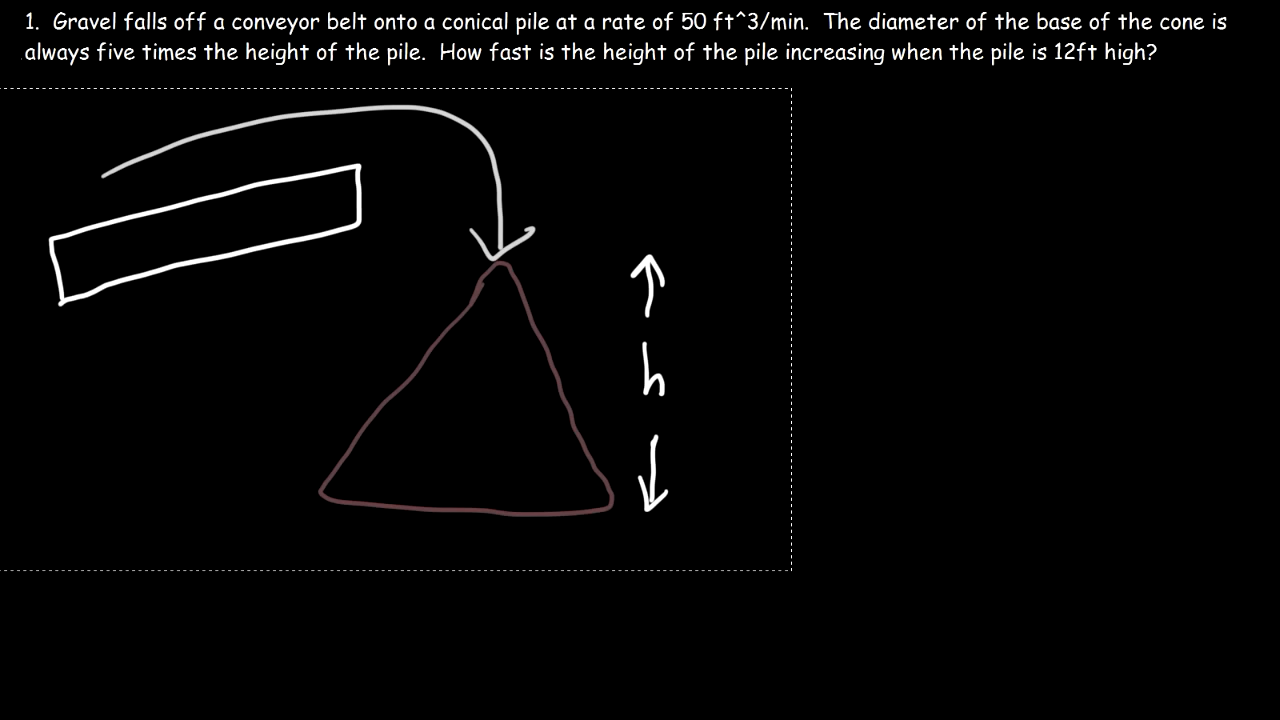 1. Gravel falls off a conveyor belt onto a conical pile at a rate of 50 ft^3/min. The diameter of the base of the cone is
always five times the height of the pile. How fast is the height of the pile increasing when the pile is 12ft high?
h